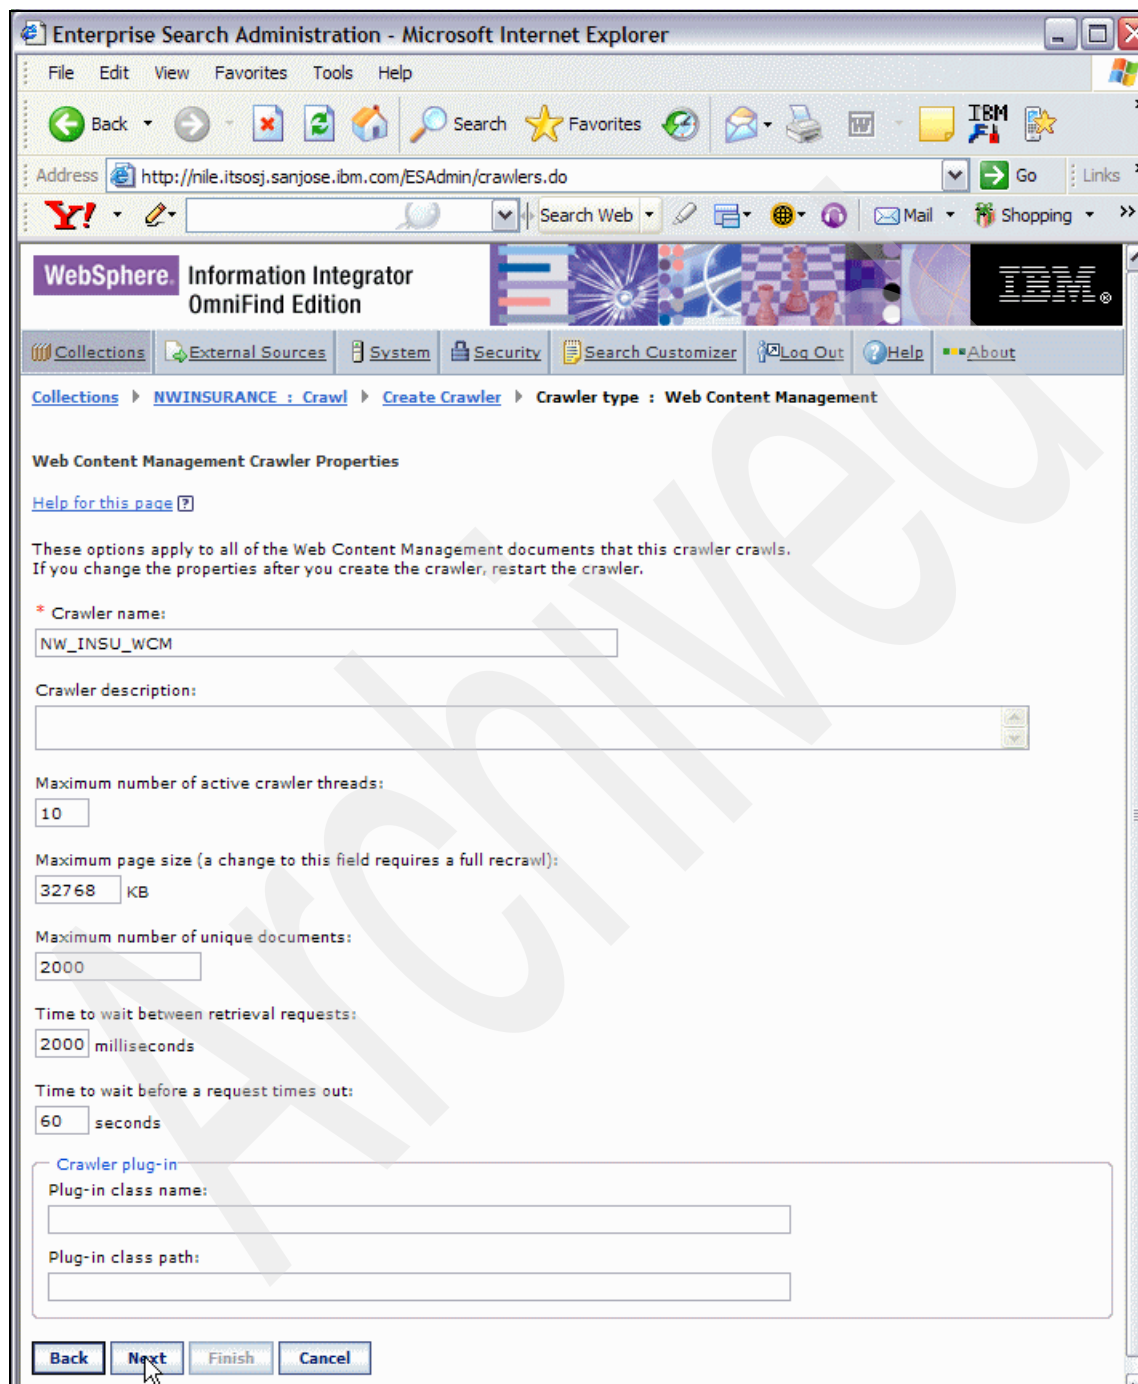 Enterprise Search Administration - Microsoft Internet Explorer
File Edit View Favorites Tools Help
Back Search Favorites IBM
Address http://nile.itsosj.sanjose.ibm.com/ESAdmin/crawlers.do Go Links
Y! Search Web Mail Shopping
WebSphere. Information Integrator
OmniFind Edition
IBM®
Collections External Sources System Security Search Customizer Log Out Help About
Collections NWINSURANCE : Crawl Create Crawler Crawler type : Web Content Management
Web Content Management Crawler Properties
Help for this page ?
These options apply to all of the Web Content Management documents that this crawler crawls.
If you change the properties after you create the crawler, restart the crawler.
* Crawler name:
NW_INSU_WCM
Crawler description:
Maximum number of active crawler threads:
10
Maximum page size (a change to this field requires a full recrawl):
32768 KB
Maximum number of unique documents:
2000
Time to wait between retrieval requests:
2000 milliseconds
Time to wait before a request times out:
60 seconds
Crawler plug-in
Plug-in class name:
Plug-in class path:
Back Next Finish Cancel
Archived